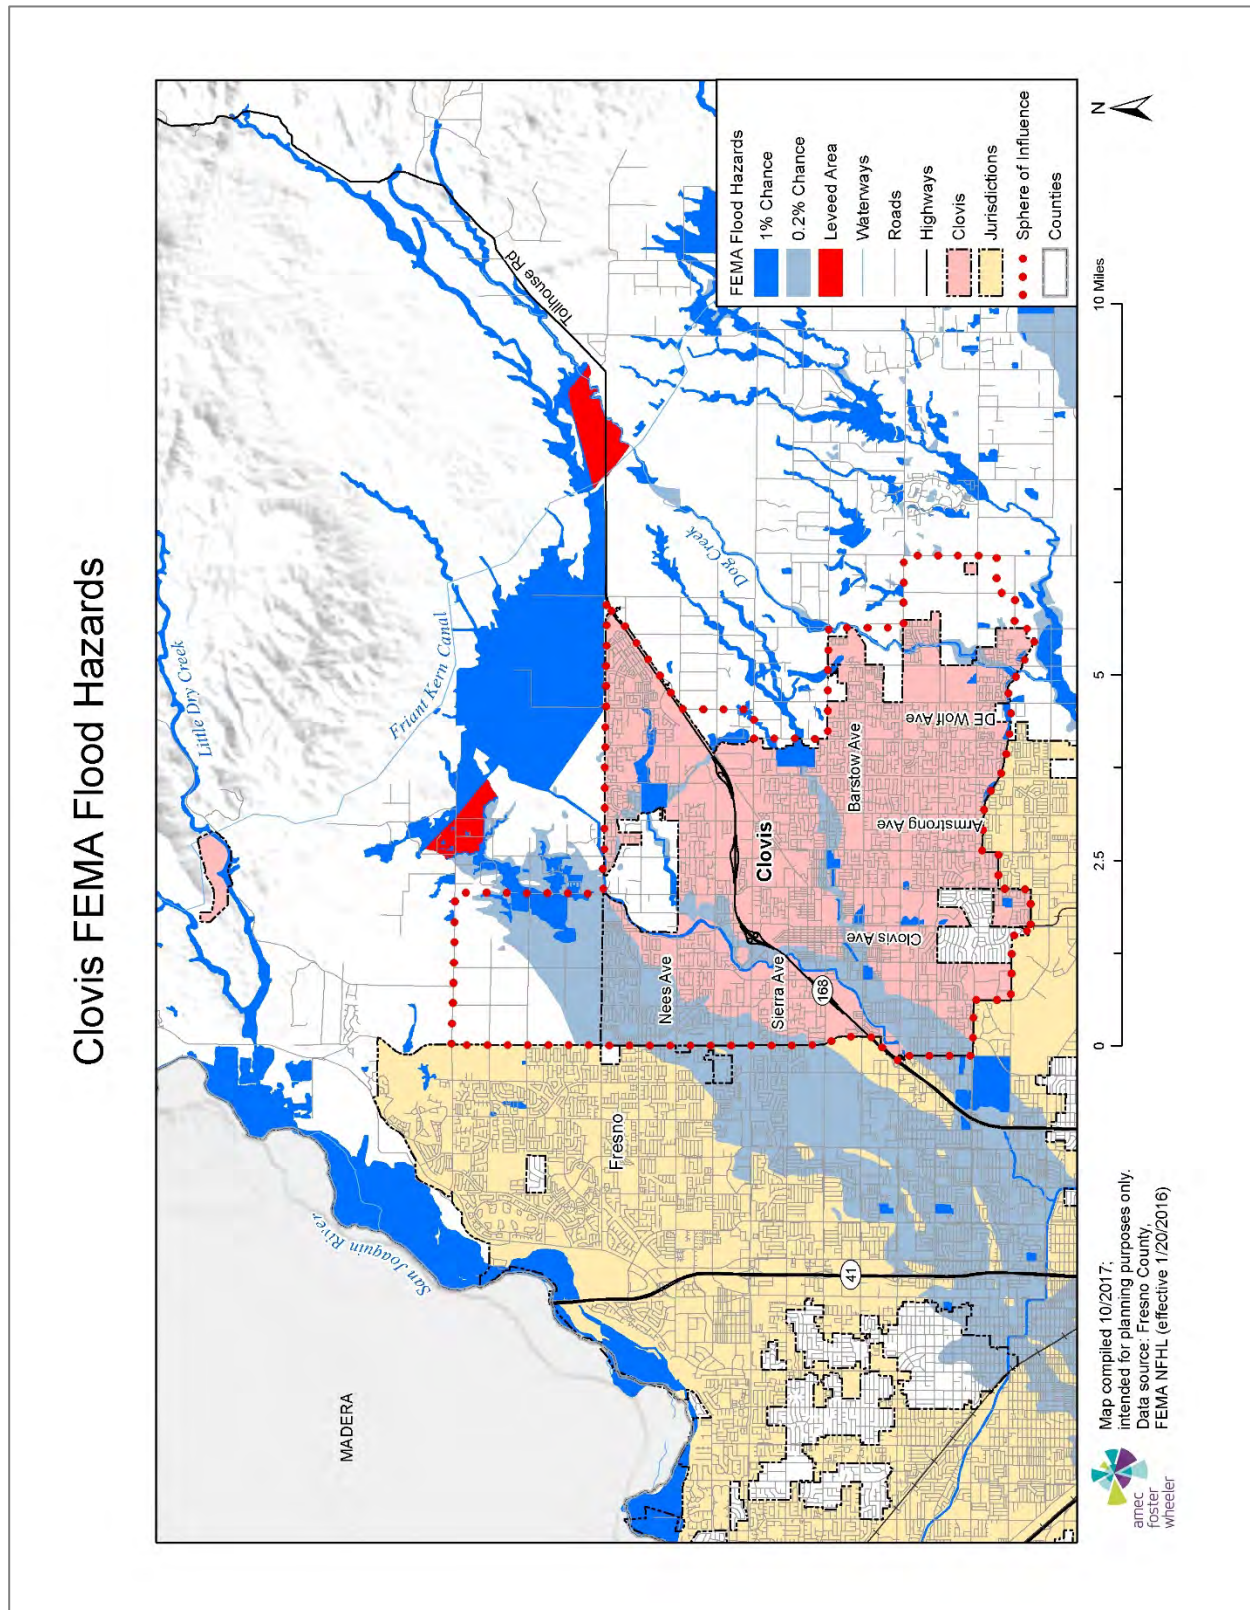 Clovis FEMA Flood Hazards
Little Dry Creek
Friant Kern Canal
Tollhouse Rd
San Joaquin River
MADERA
Fresno
Nees Ave
Sierra Ave
168
41
Clovis
Clovis Ave
Barstow Ave
Armstrong Ave
DE Wolf Ave
Dog Creek
FEMA Flood Hazards
1% Chance
0.2% Chance
Leveed Area
Waterways
Roads
Highways
Clovis
Jurisdictions
Sphere of Influence
Counties
N
0
2.5
5
10 Miles
amec
foster
wheeler
Map compiled 10/2017;
intended for planning purposes only.
Data source: Fresno County,
FEMA NFHL (effective 1/20/2016)